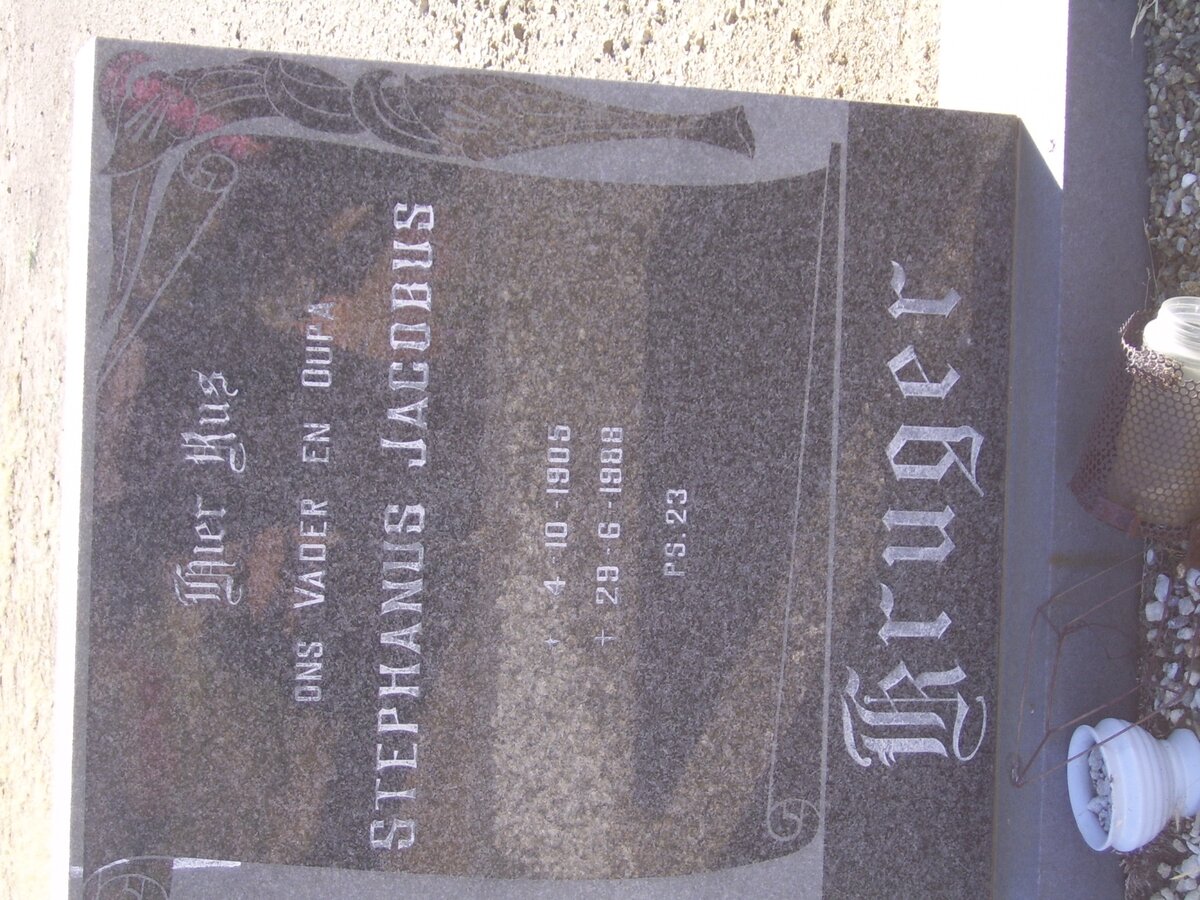 Hier Rus
ONS VADER EN OUPA
STEPHANUS JACOBUS
* 4-10-1905
† 29-6-1988
PS. 23
Kruger